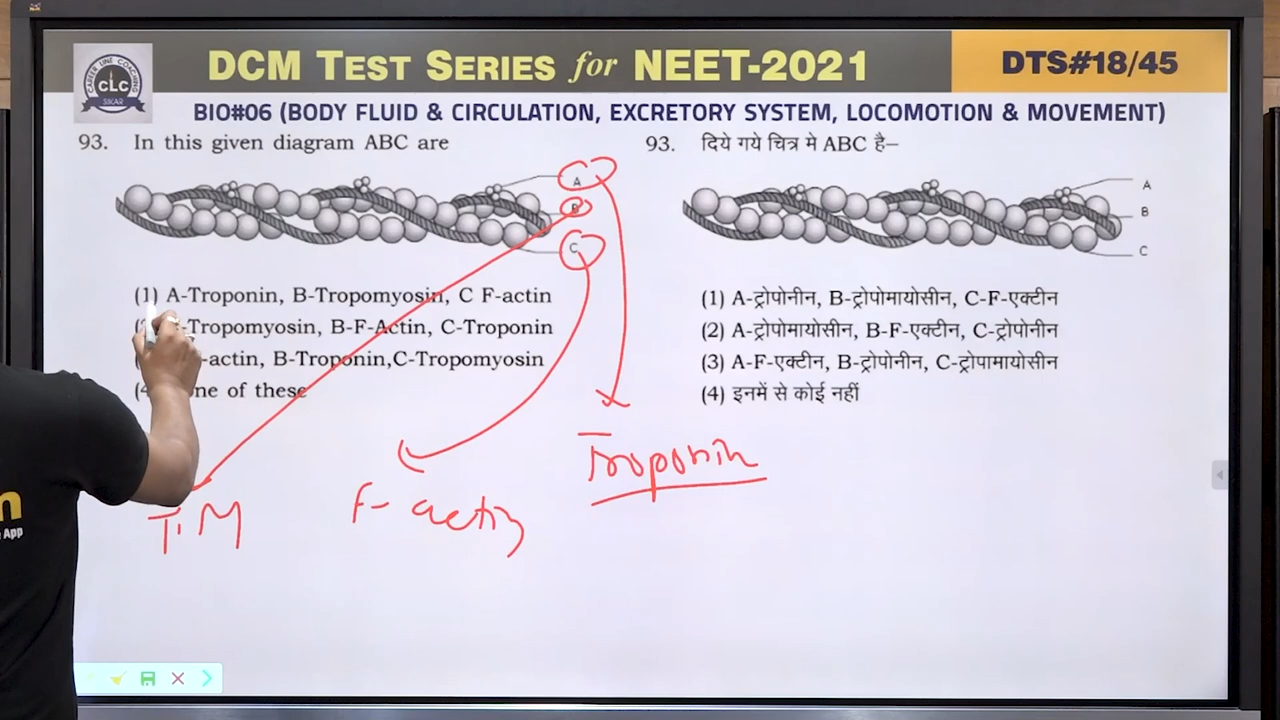 DCM TEST SERIES for NEET-2021
DTS#18/45
CAREER LINE COACHING
CLC
SIKAR
BIO#06 (BODY FLUID & CIRCULATION, EXCRETORY SYSTEM, LOCOMOTION & MOVEMENT)
93. In this given diagram ABC are
A
B
C
(1) A-Troponin, B-Tropomyosin, C F-actin
-Tropomyosin, B-F-Actin, C-Troponin
-actin, B-Troponin,C-Tropomyosin
(4 ne of these
Troponin
F-actin
T.M
93. दिये गये चित्र मे ABC है–
A
B
C
(1) A-ट्रोपोनीन, B-ट्रोपोमायोसीन, C-F-एक्टीन
(2) A-ट्रोपोमायोसीन, B-F-एक्टीन, C-ट्रोपोनीन
(3) A-F-एक्टीन, B-ट्रोपोनीन, C-ट्रोपामायोसीन
(4) इनमें से कोई नहीं
n
App